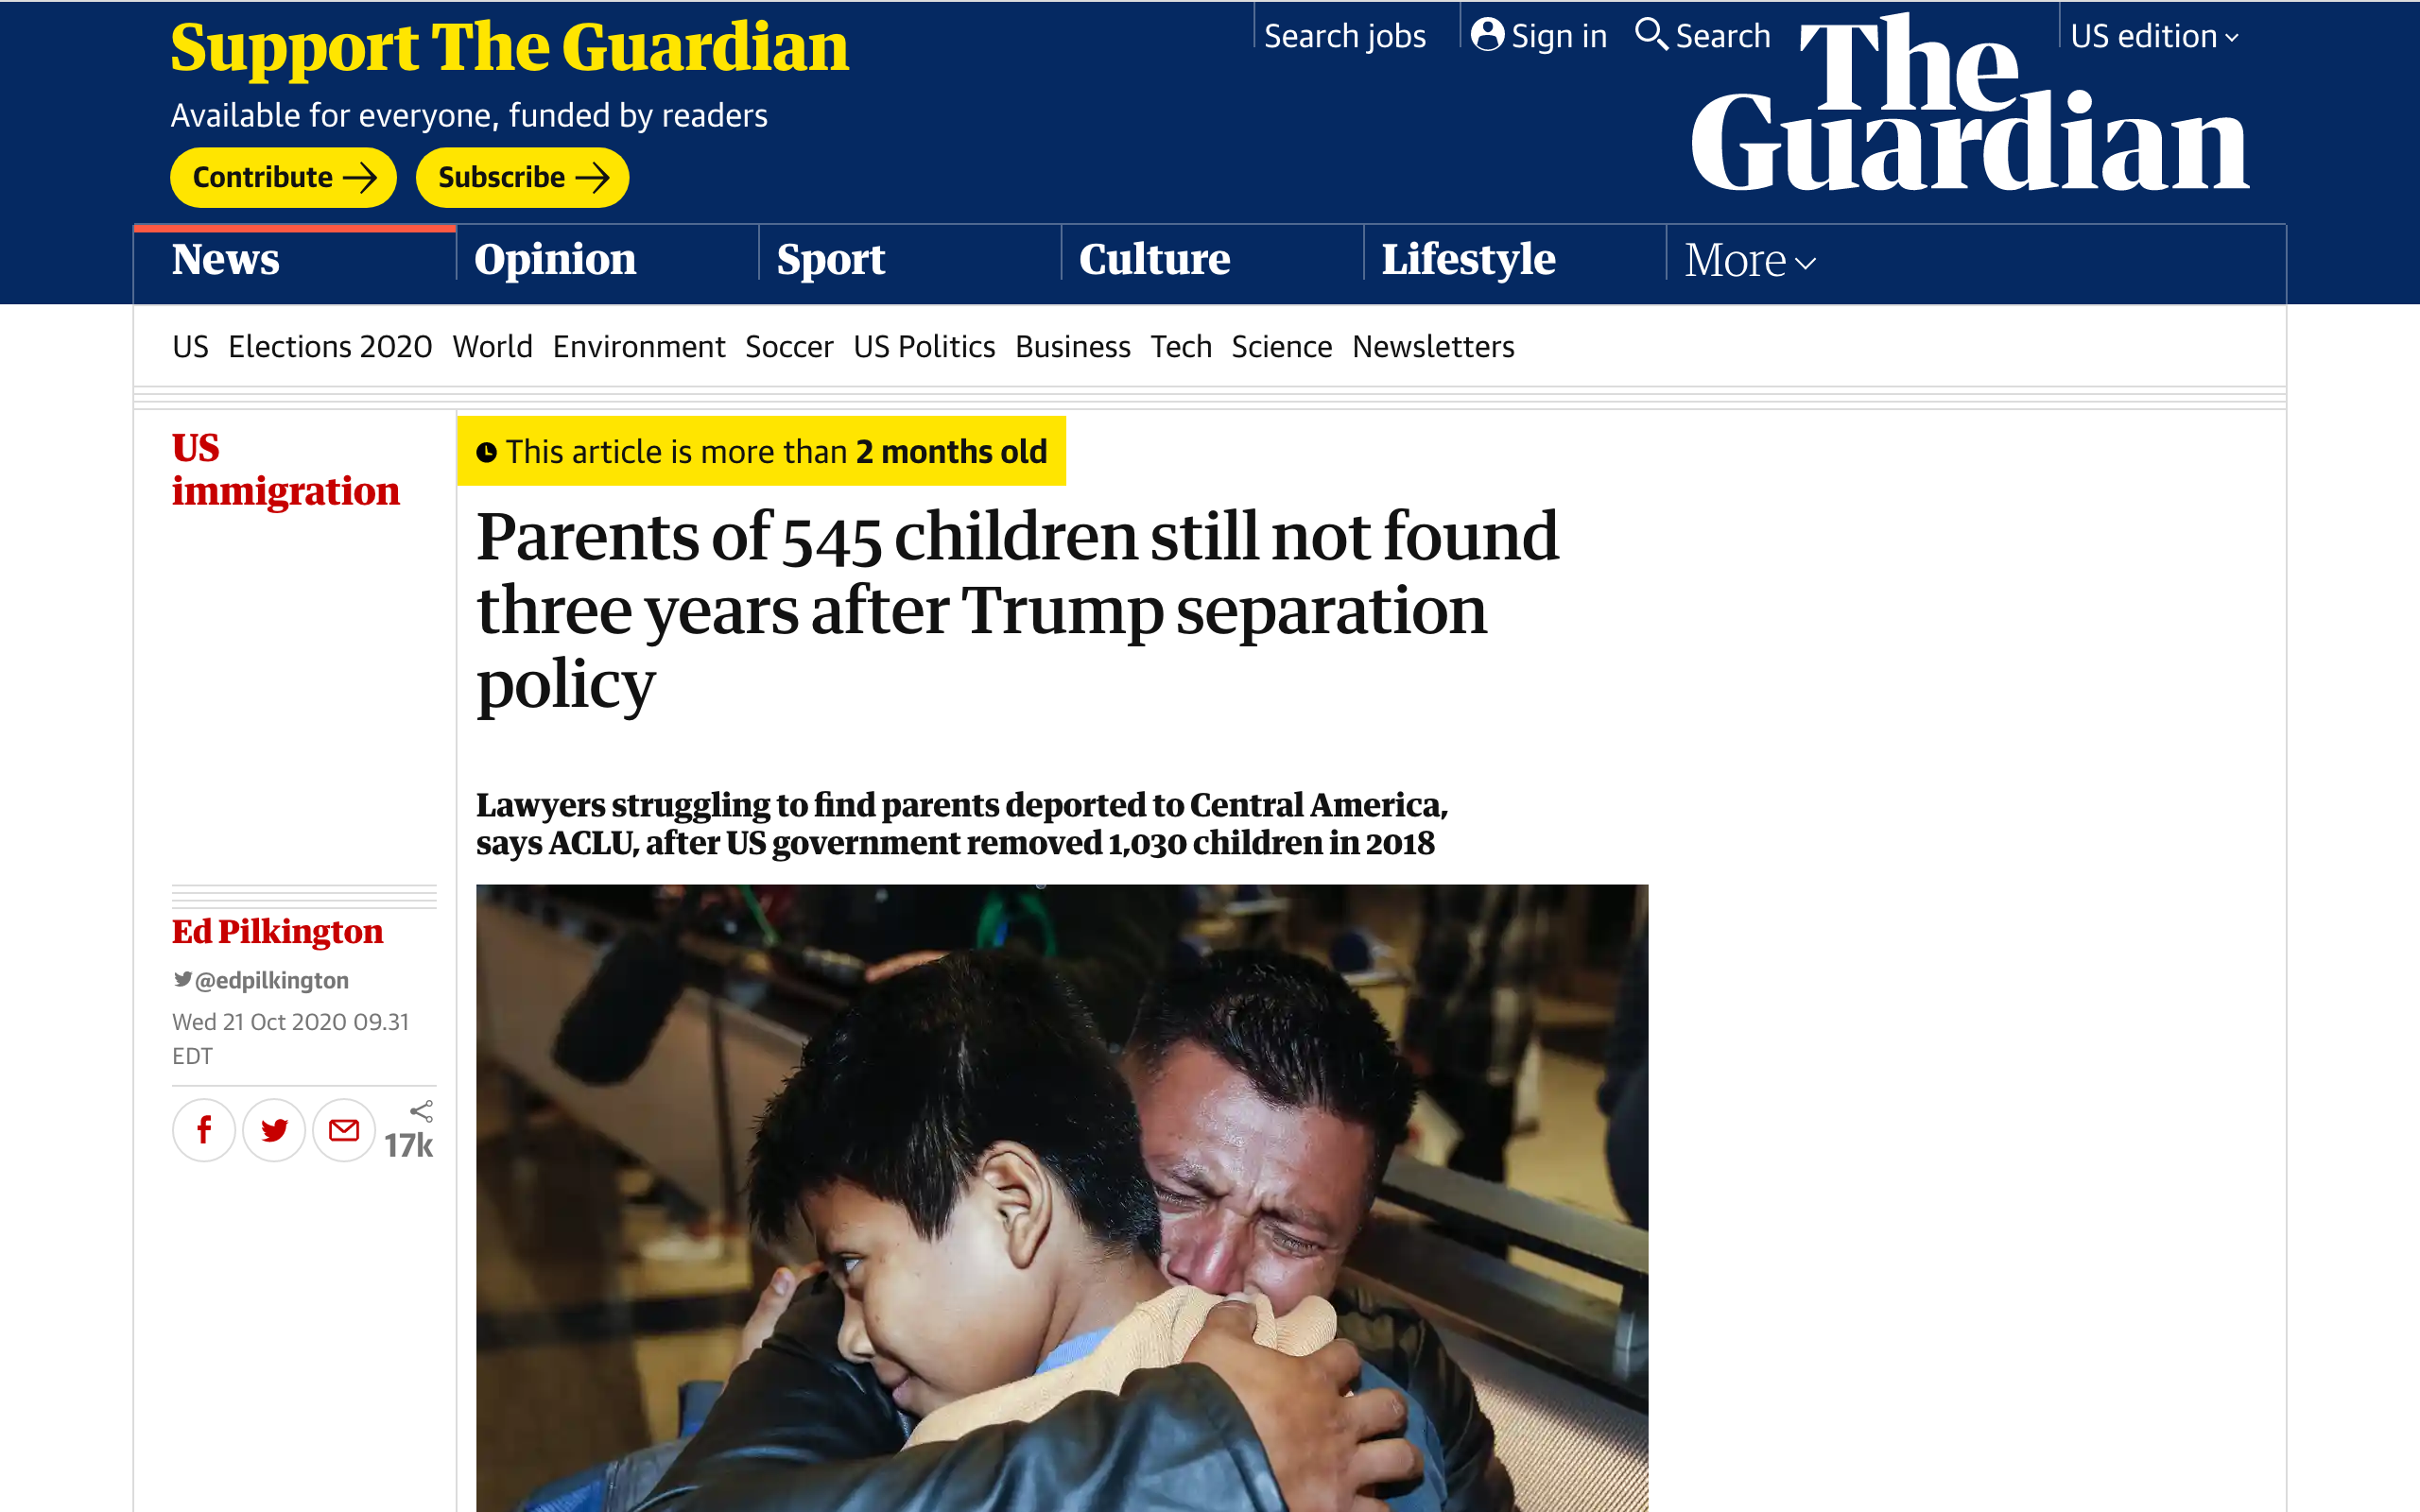 Support The Guardian
Available for everyone, funded by readers
Contribute
Subscribe
Search jobs
Sign in
Search
US edition
The
Guardian
News
Opinion
Sport
Culture
Lifestyle
More
US Elections 2020 World Environment Soccer US Politics Business Tech Science Newsletters
US
immigration
This article is more than 2 months old
Parents of 545 children still not found
three years after Trump separation
policy
Lawyers struggling to find parents deported to Central America,
says ACLU, after US government removed 1,030 children in 2018
Ed Pilkington
@edpilkington
Wed 21 Oct 2020 09.31
EDT
17k